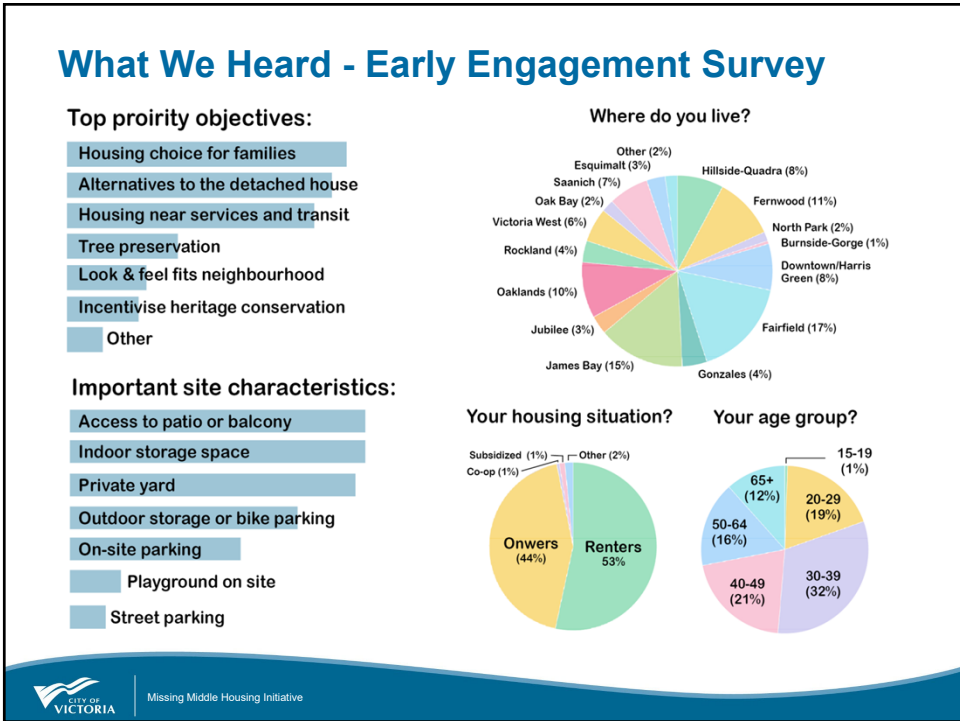 What We Heard - Early Engagement Survey
Top proirity objectives:
Housing choice for families
Alternatives to the detached house
Housing near services and transit
Tree preservation
Look & feel fits neighbourhood
Incentivise heritage conservation
Other
Important site characteristics:
Access to patio or balcony
Indoor storage space
Private yard
Outdoor storage or bike parking
On-site parking
Playground on site
Street parking
Where do you live?
Other (2%)
Esquimalt (3%)
Saanich (7%)
Oak Bay (2%)
Victoria West (6%)
Rockland (4%)
Oaklands (10%)
Jubilee (3%)
James Bay (15%)
Hillside-Quadra (8%)
Fernwood (11%)
North Park (2%)
Burnside-Gorge (1%)
Downtown/Harris
Green (8%)
Fairfield (17%)
Gonzales (4%)
Your housing situation?
Subsidized (1%)
Other (2%)
Co-op (1%)
Onwers
(44%)
Renters
53%
Your age group?
15-19
(1%)
20-29
(19%)
30-39
(32%)
40-49
(21%)
50-64
(16%)
65+
(12%)
CITY OF
VICTORIA
Missing Middle Housing Initiative